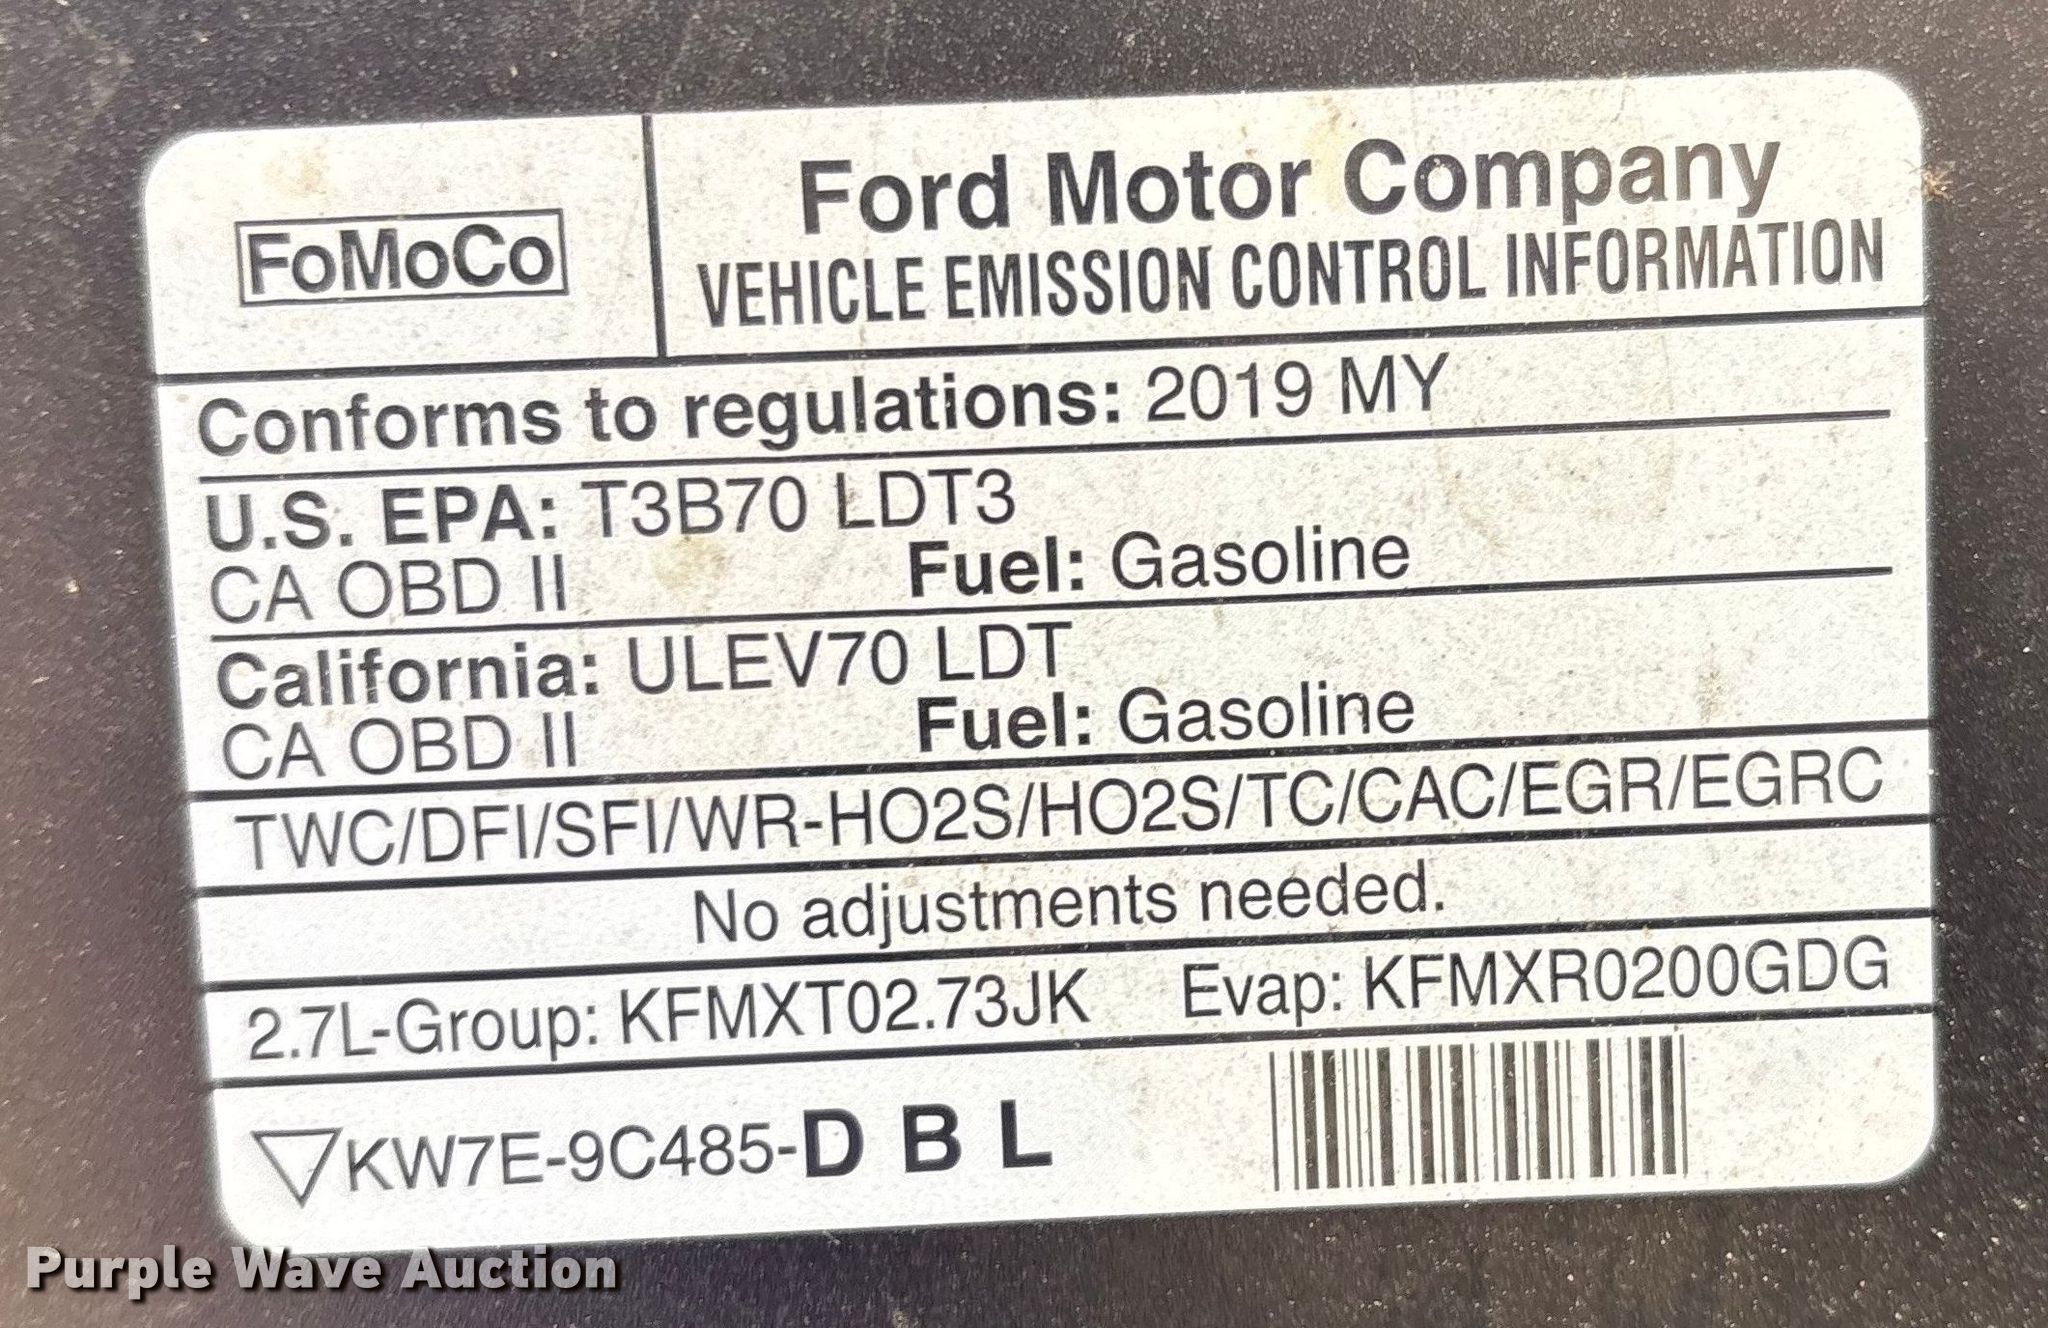 FoMoCo
Ford Motor Company
VEHICLE EMISSION CONTROL INFORMATION
Conforms to regulations: 2019 MY
U.S. EPA: T3B70 LDT3
CA OBD II Fuel: Gasoline
California: ULEV70 LDT
CA OBD II Fuel: Gasoline
TWC/DFI/SFI/WR-HO2S/HO2S/TC/CAC/EGR/EGRC
No adjustments needed.
2.7L-Group: KFMXT02.73JK Evap: KFMXR0200GDG
KW7E-9C485-D B L
Purple Wave Auction